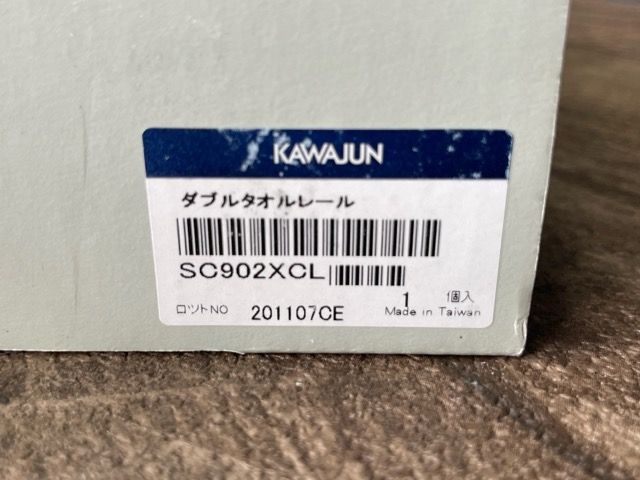 KAWAJUN
ダブルタオルレール
SC902XCL
ロットNO 201107CE
1 個入
Made in Taiwan